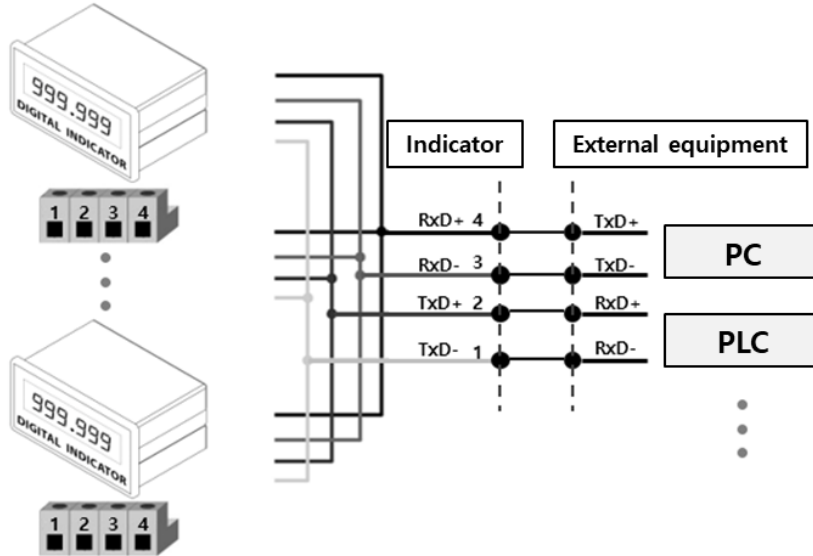 999.999
DIGITAL INDICATOR
1 2 3 4
Indicator
External equipment
RxD+ 4 TxD+
RxD- 3 TxD-
TxD+ 2 RxD+
TxD- 1 RxD-
PC
PLC
999.999
DIGITAL INDICATOR
1 2 3 4